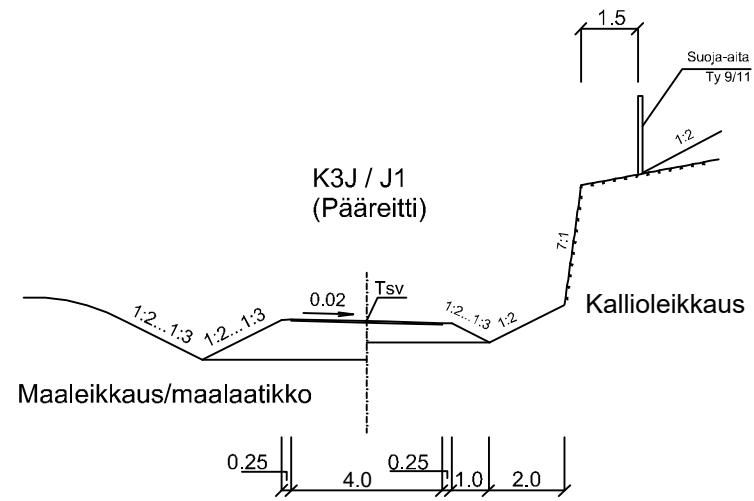 1.5
Suoja-aita
Ty 9/11
1:2
K3J / J1
(Pääreitti)
7:1
Tsv
0.02
1:2...1:3
1:2...1:3
1:2...1:3
1:2
Kallioleikkaus
Maaleikkaus/maalaatikko
0.25
4.0
0.25
1.0
2.0